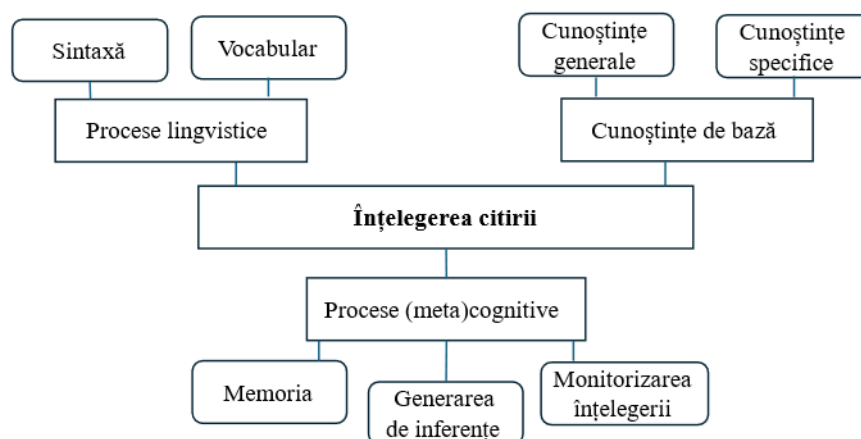 Sintaxă
Vocabular
Cunoștințe
generale
Cunoștințe
specifice
Procese lingvistice
Cunoștințe de bază
Înțelegerea citirii
Procese (meta)cognitive
Memoria
Generarea
de inferențe
Monitorizarea
înțelegerii